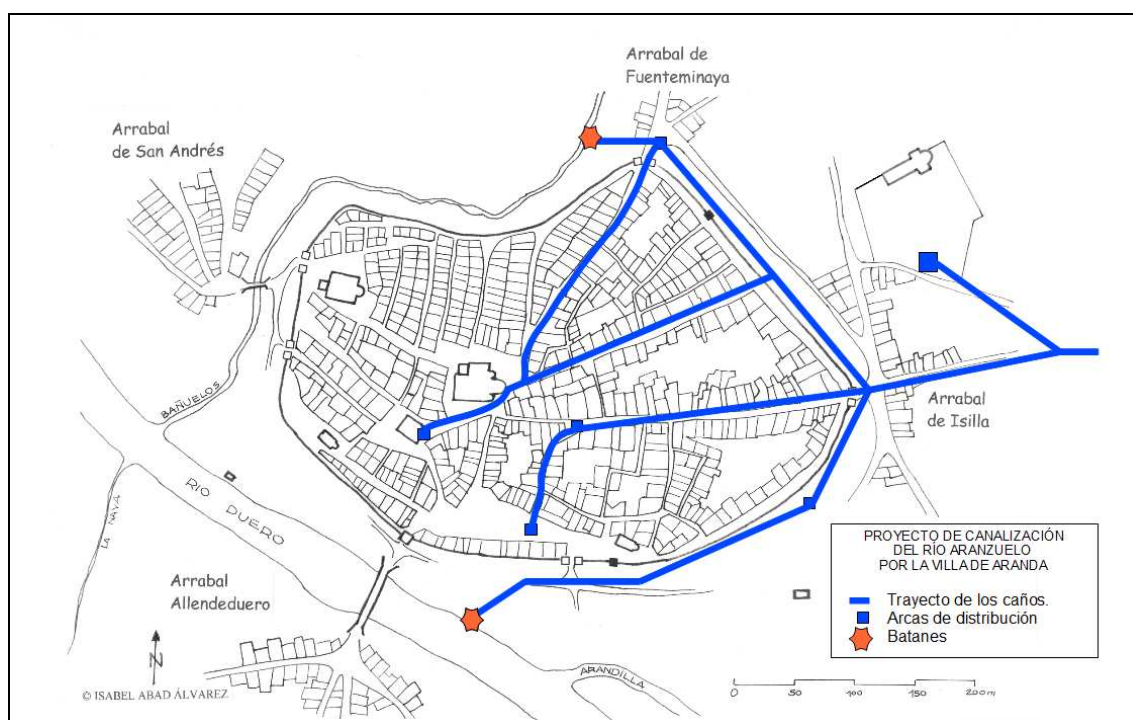 Arrabal de
Fuenteminaya
Arrabal
de San Andrés
Arrabal
de Isilla
BAÑUELOS
RIO DUERO
LA NAVA
Arrabal
Allendeduero
ARANDILLA
N
© ISABEL ABAD ÁLVAREZ
PROYECTO DE CANALIZACIÓN
DEL RÍO ARANZUELO
POR LA VILLA DE ARANDA
Trayecto de los caños.
Arcas de distribución
Batanes
0 50 100 150 200 m